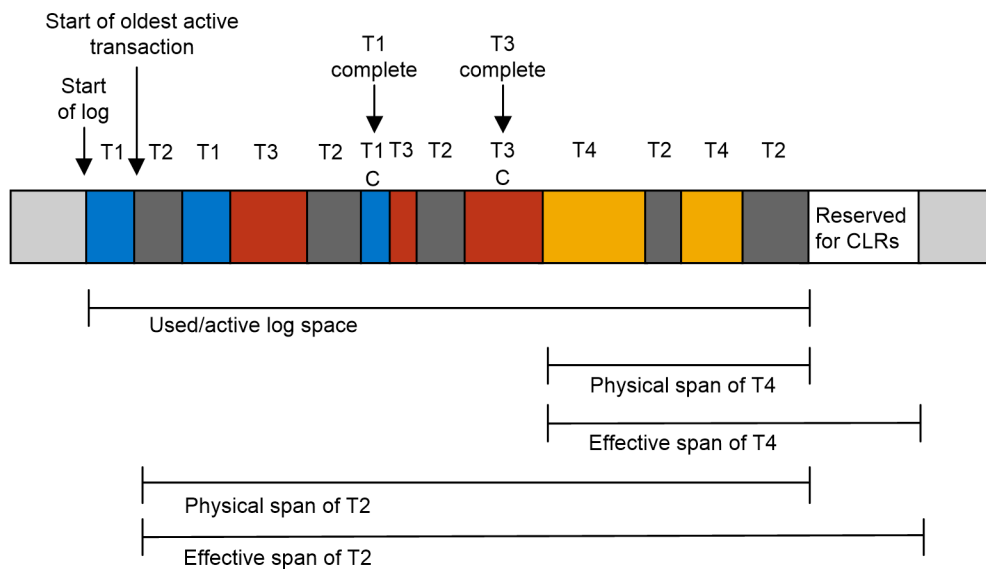 Start of oldest active
transaction
Start
of log
T1
complete
T3
complete
T1 T2 T1 T3 T2 T1 T3 T2 T3 T4 T2 T4 T2
C C
Reserved
for CLRs
Used/active log space
Physical span of T4
Effective span of T4
Physical span of T2
Effective span of T2